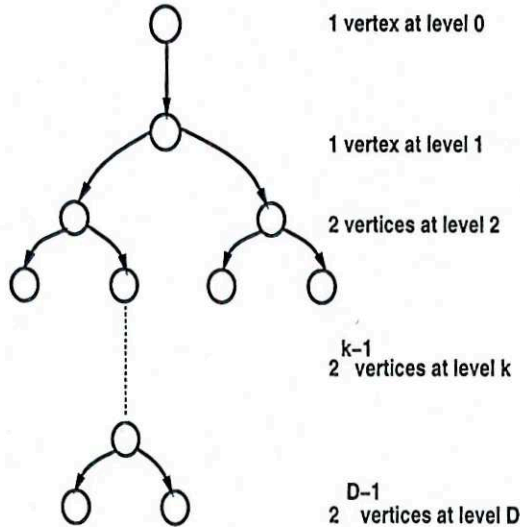 1 vertex at level 0
1 vertex at level 1
2 vertices at level 2
2^{k-1} vertices at level k
2^{D-1} vertices at level D